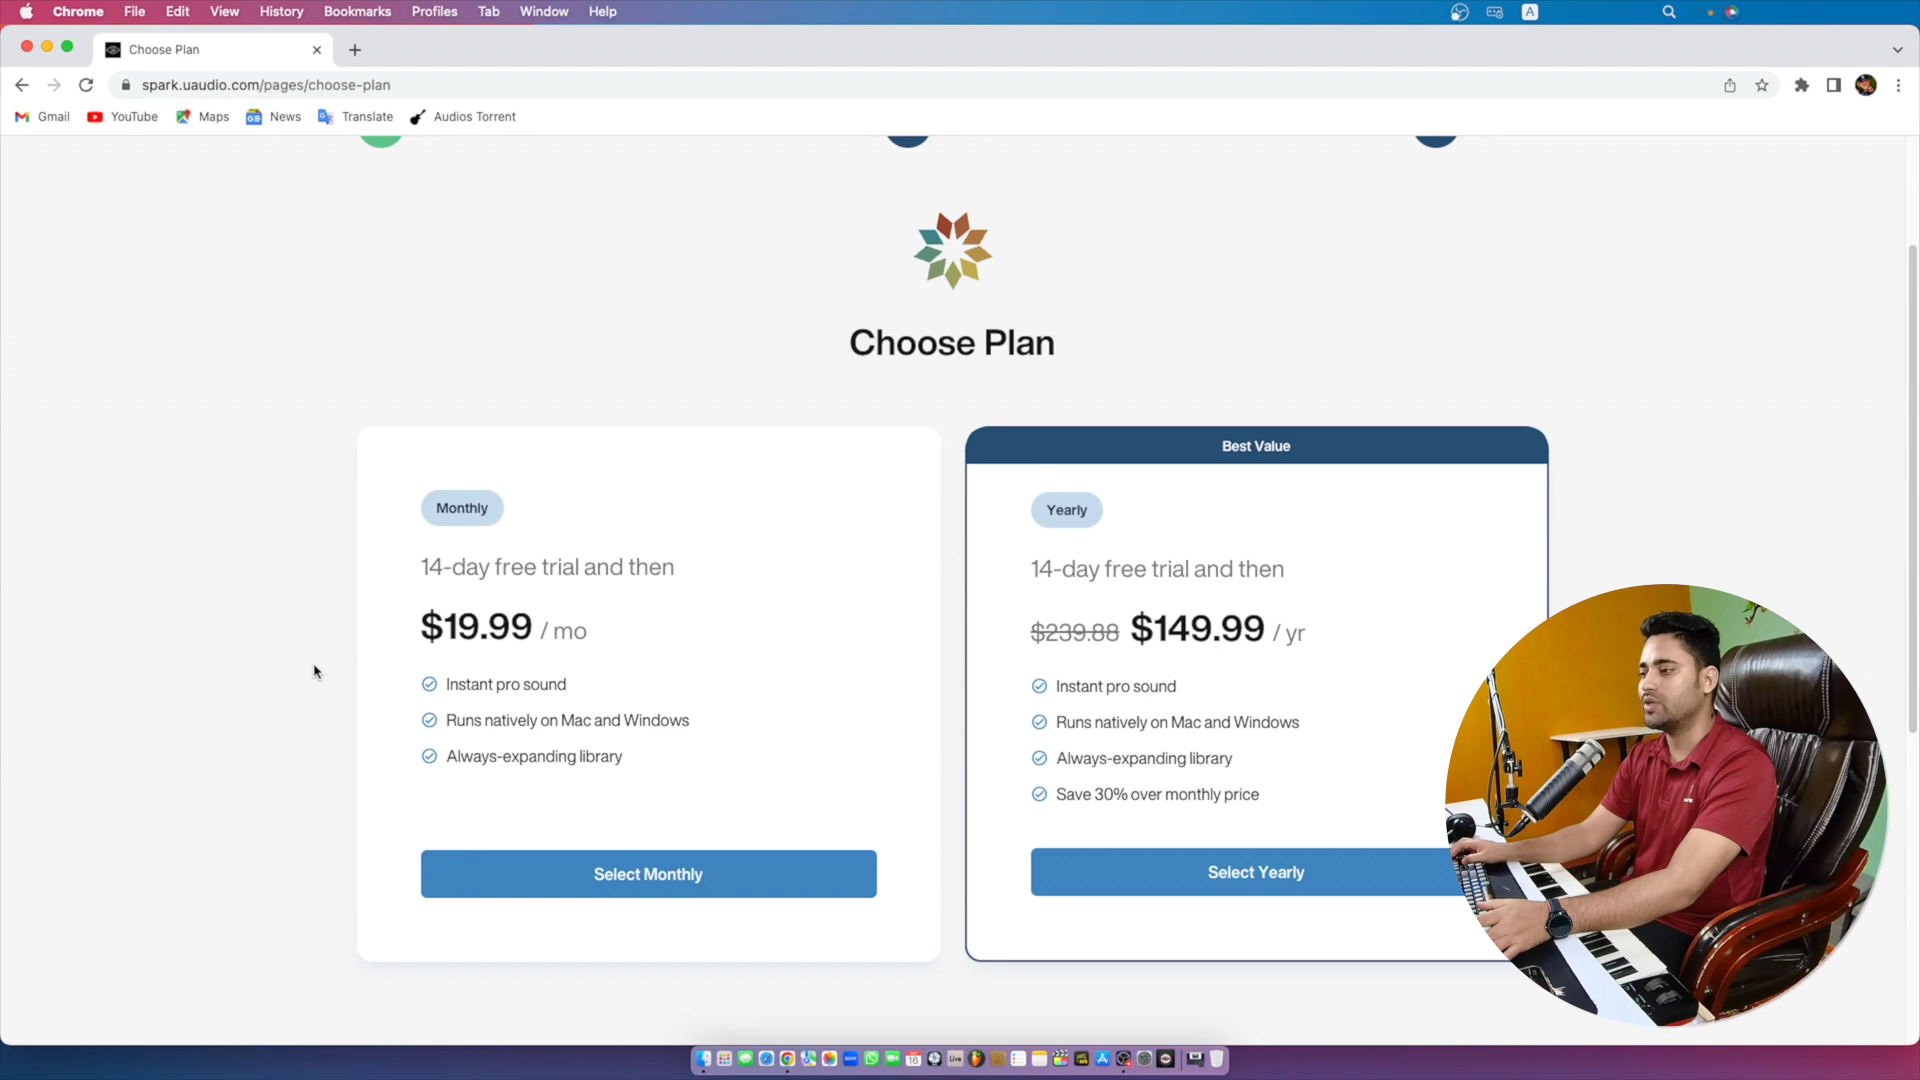 Chrome File Edit View History Bookmarks Profiles Tab Window Help A
Choose Plan
spark.uaudio.com/pages/choose-plan
Gmail YouTube Maps News Translate Audios Torrent
Choose Plan
Best Value
Monthly
14-day free trial and then
$19.99 / mo
Instant pro sound
Runs natively on Mac and Windows
Always-expanding library
Select Monthly
Yearly
14-day free trial and then
$239.88 $149.99 / yr
Instant pro sound
Runs natively on Mac and Windows
Always-expanding library
Save 30% over monthly price
Select Yearly
zoom 16 Live